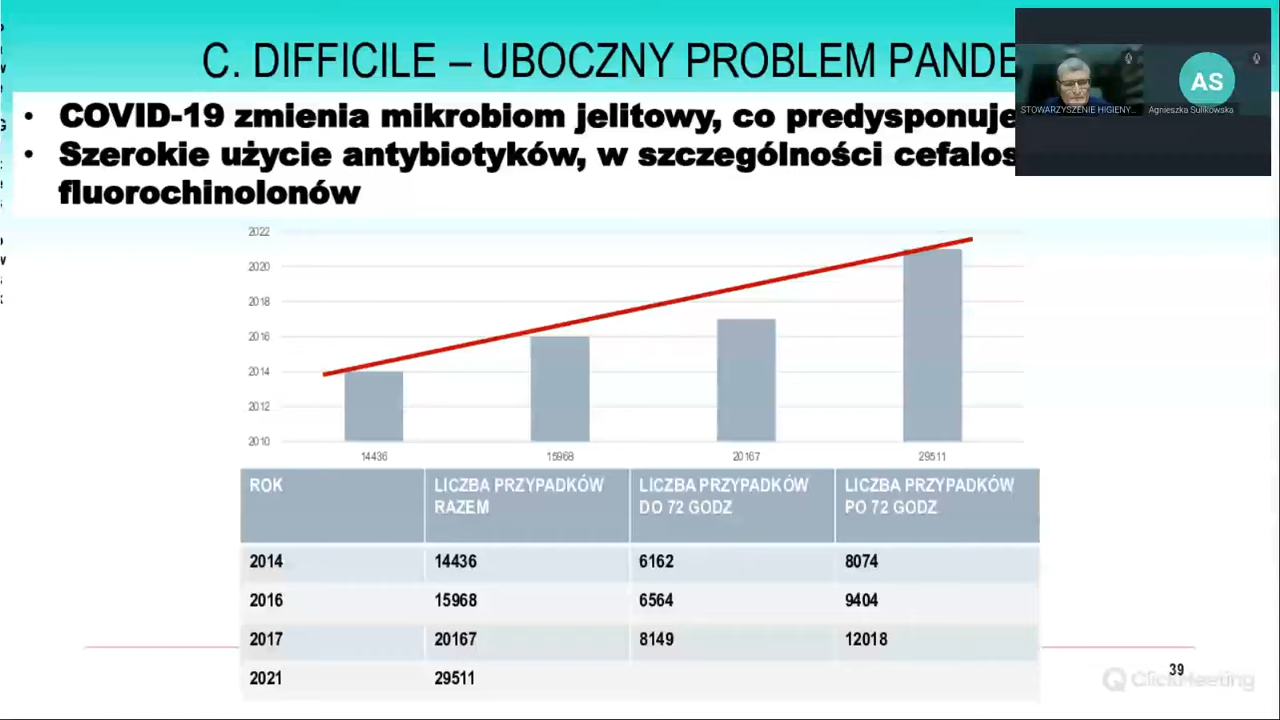 C. DIFFICILE – UBOCZNY PROBLEM PANDE
STOWARZYSZENIE HIGIENY...
AS
Agnieszka Sulikowska
• COVID-19 zmienia mikrobiom jelitowy, co predysponuje
• Szerokie użycie antybiotyków, w szczególności cefalos
fluorochinolonów
2022
2020
2018
2016
2014
2012
2010
14436 15968 20167 29511
ROK LICZBA PRZYPADKÓW RAZEM LICZBA PRZYPADKÓW DO 72 GODZ LICZBA PRZYPADKÓW PO 72 GODZ
2014 14436 6162 8074
2016 15968 6564 9404
2017 20167 8149 12018
2021 29511
39
ClickMeeting